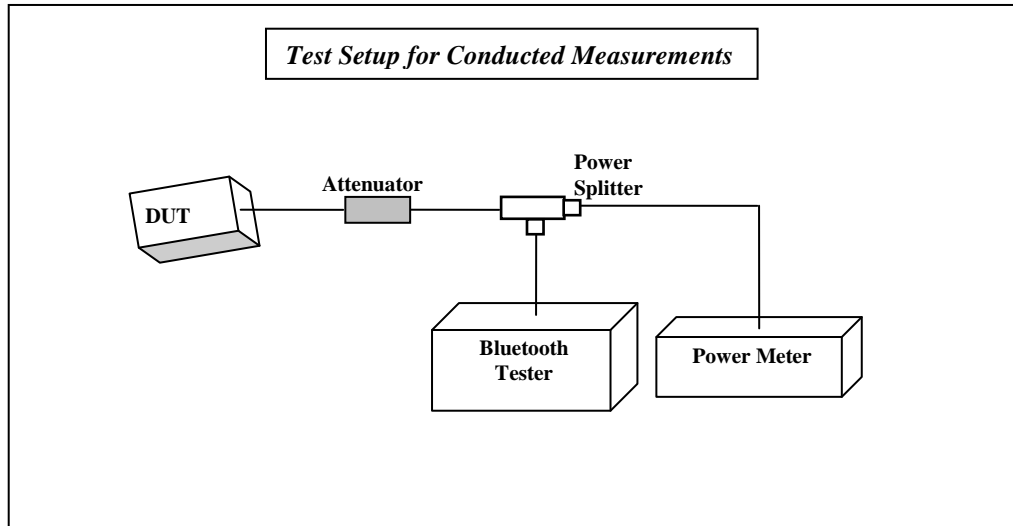 Test Setup for Conducted Measurements
Power
Splitter
Attenuator
DUT
Bluetooth
Tester
Power Meter